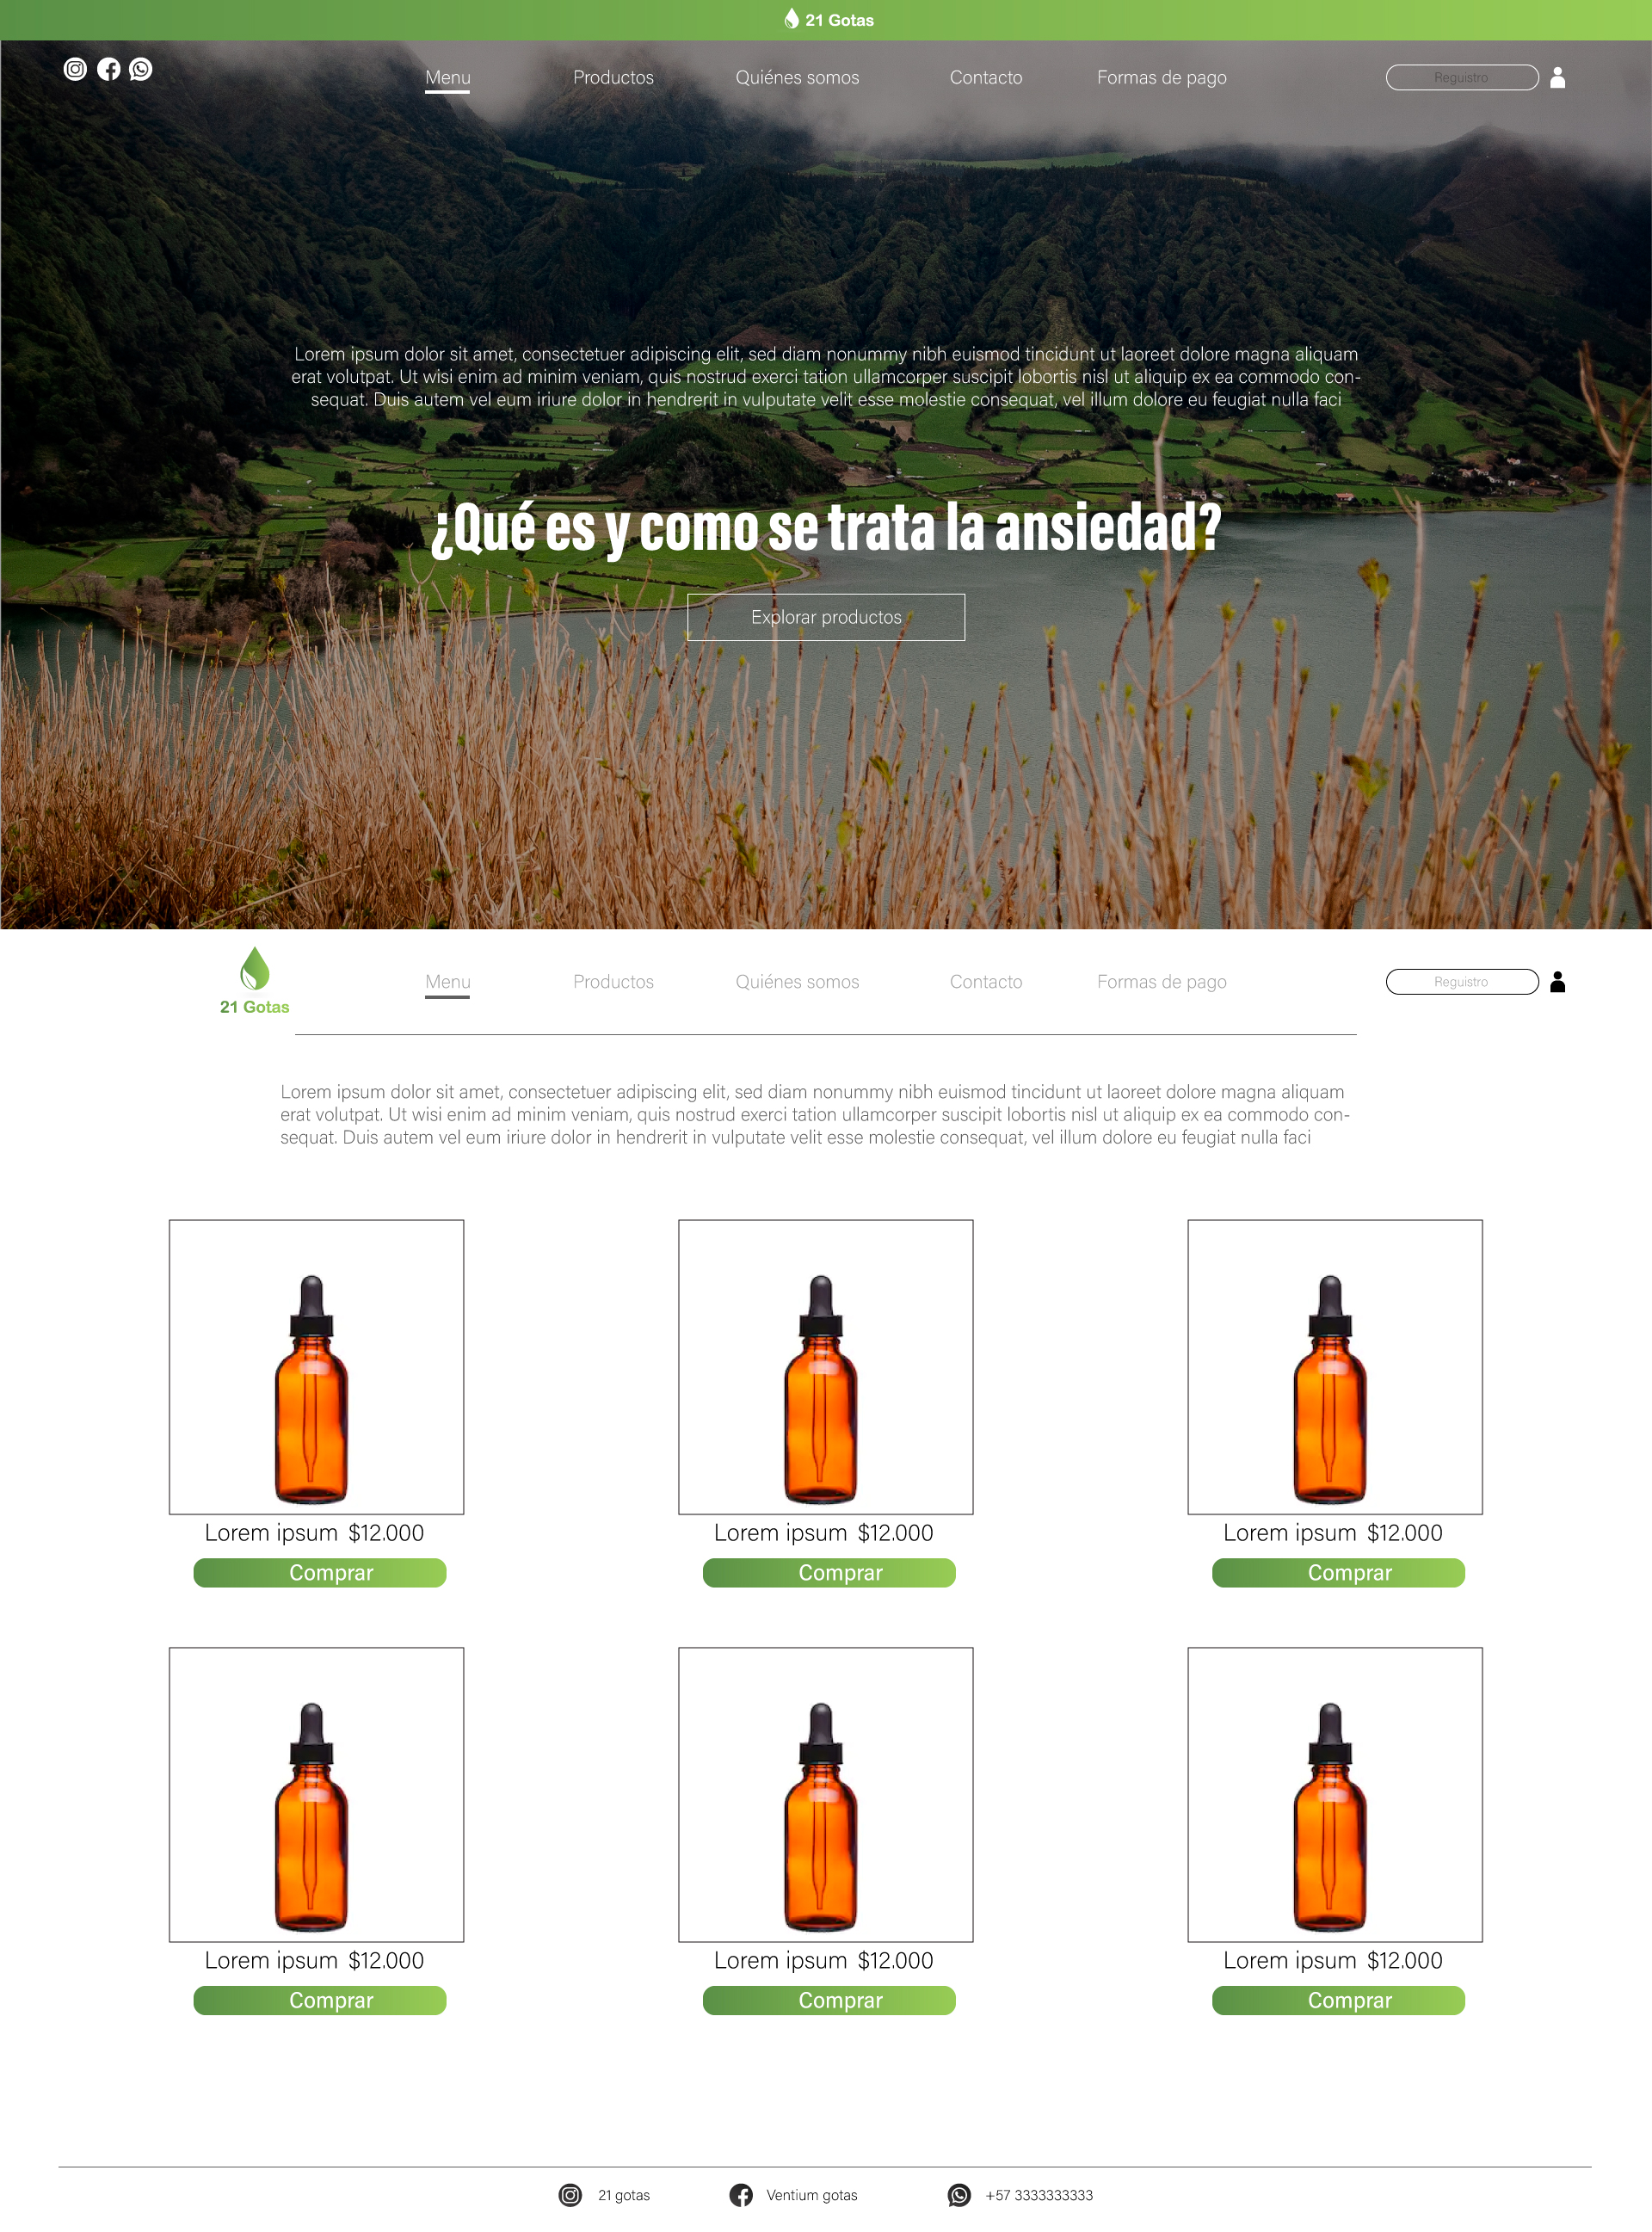 21 Gotas
Menu Productos Quiénes somos Contacto Formas de pago Reguistro
Lorem ipsum dolor sit amet, consectetuer adipiscing elit, sed diam nonummy nibh euismod tincidunt ut laoreet dolore magna aliquam
erat volutpat. Ut wisi enim ad minim veniam, quis nostrud exerci tation ullamcorper suscipit lobortis nisl ut aliquip ex ea commodo con-
sequat. Duis autem vel eum iriure dolor in hendrerit in vulputate velit esse molestie consequat, vel illum dolore eu feugiat nulla faci
¿Qué es y como se trata la ansiedad?
Explorar productos
Menu Productos Quiénes somos Contacto Formas de pago Reguistro
21 Gotas
Lorem ipsum dolor sit amet, consectetuer adipiscing elit, sed diam nonummy nibh euismod tincidunt ut laoreet dolore magna aliquam
erat volutpat. Ut wisi enim ad minim veniam, quis nostrud exerci tation ullamcorper suscipit lobortis nisl ut aliquip ex ea commodo con-
sequat. Duis autem vel eum iriure dolor in hendrerit in vulputate velit esse molestie consequat, vel illum dolore eu feugiat nulla faci
Lorem ipsum $12.000 Lorem ipsum $12.000 Lorem ipsum $12.000
Comprar Comprar Comprar
Lorem ipsum $12.000 Lorem ipsum $12.000 Lorem ipsum $12.000
Comprar Comprar Comprar
21 gotas Ventium gotas +57 3333333333